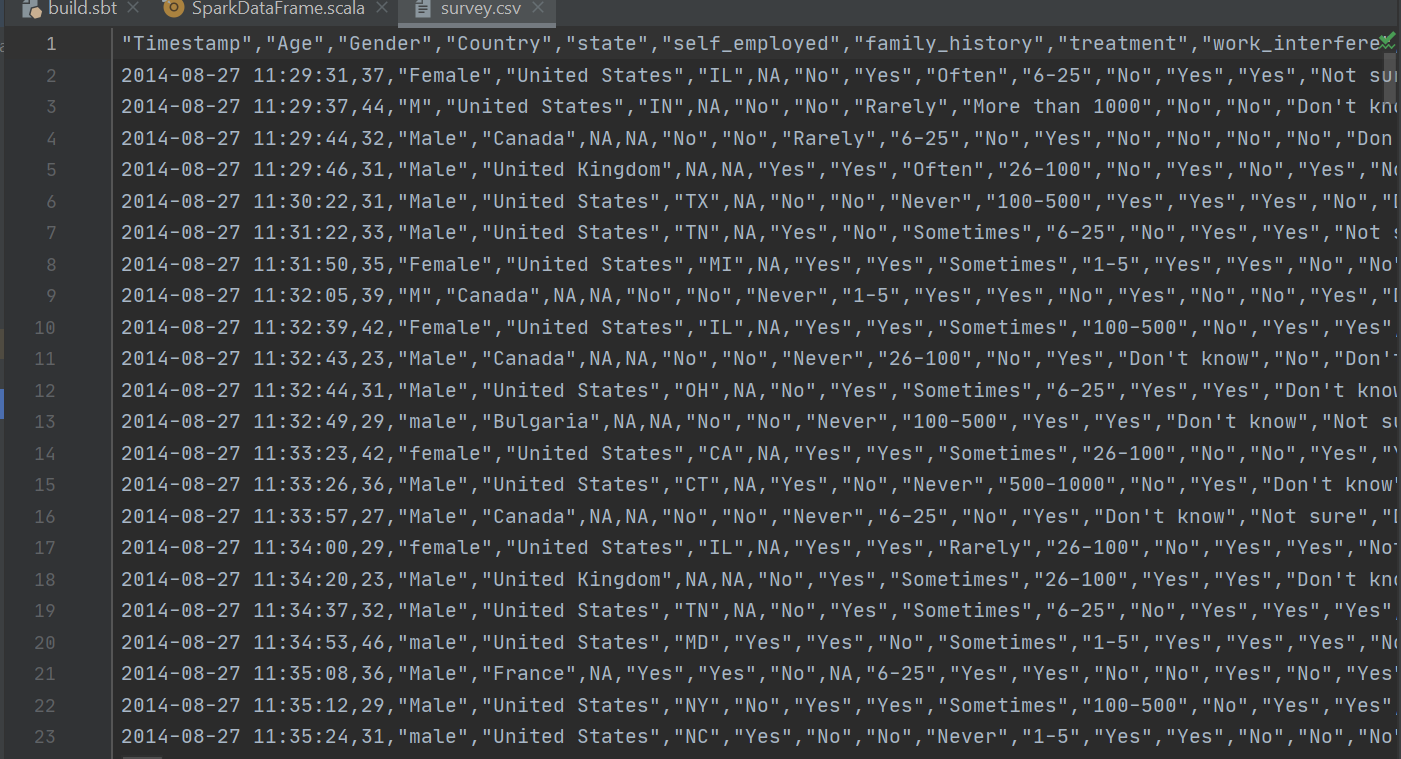 build.sbt SparkDataFrame.scala survey.csv
1 "Timestamp","Age","Gender","Country","state","self_employed","family_history","treatment","work_interfere
2 2014-08-27 11:29:31,37,"Female","United States","IL",NA,"No","Yes","Often","6-25","No","Yes","Yes","Not su
3 2014-08-27 11:29:37,44,"M","United States","IN",NA,"No","No","Rarely","More than 1000","No","No","Don't kno
4 2014-08-27 11:29:44,32,"Male","Canada",NA,NA,"No","No","Rarely","6-25","No","Yes","No","No","No","No","Don
5 2014-08-27 11:29:46,31,"Male","United Kingdom",NA,NA,"Yes","Yes","Often","26-100","No","Yes","No","Yes","No
6 2014-08-27 11:30:22,31,"Male","United States","TX",NA,"No","No","Never","100-500","Yes","Yes","Yes","No","D
7 2014-08-27 11:31:22,33,"Male","United States","TN",NA,"Yes","No","Sometimes","6-25","No","Yes","Yes","Not s
8 2014-08-27 11:31:50,35,"Female","United States","MI",NA,"Yes","Yes","Sometimes","1-5","Yes","Yes","No","No"
9 2014-08-27 11:32:05,39,"M","Canada",NA,NA,"No","No","Never","1-5","Yes","Yes","No","Yes","No","No","Yes","D
10 2014-08-27 11:32:39,42,"Female","United States","IL",NA,"Yes","Yes","Sometimes","100-500","No","Yes","Yes",
11 2014-08-27 11:32:43,23,"Male","Canada",NA,NA,"No","No","Never","26-100","No","Yes","Don't know","No","Don't
12 2014-08-27 11:32:44,31,"Male","United States","OH",NA,"No","Yes","Sometimes","6-25","Yes","Yes","Don't know
13 2014-08-27 11:32:49,29,"male","Bulgaria",NA,NA,"No","No","Never","100-500","Yes","Yes","Don't know","Not su
14 2014-08-27 11:33:23,42,"female","United States","CA",NA,"Yes","Yes","Sometimes","26-100","No","No","Yes","Y
15 2014-08-27 11:33:26,36,"Male","United States","CT",NA,"Yes","No","Never","500-1000","No","Yes","Don't know"
16 2014-08-27 11:33:57,27,"Male","Canada",NA,NA,"No","No","Never","6-25","No","Yes","Don't know","Not sure","D
17 2014-08-27 11:34:00,29,"female","United States","IL",NA,"Yes","Yes","Rarely","26-100","No","Yes","Yes","Not
18 2014-08-27 11:34:20,23,"Male","United Kingdom",NA,NA,"No","Yes","Sometimes","26-100","Yes","Yes","Don't kno
19 2014-08-27 11:34:37,32,"Male","United States","TN",NA,"No","Yes","Sometimes","6-25","No","Yes","Yes","Yes"
20 2014-08-27 11:34:53,46,"male","United States","MD","Yes","Yes","No","Sometimes","1-5","Yes","Yes","Yes","No
21 2014-08-27 11:35:08,36,"Male","France",NA,"Yes","Yes","No",NA,"6-25","Yes","Yes","No","No","Yes","No","Yes"
22 2014-08-27 11:35:12,29,"Male","United States","NY","No","Yes","Yes","Sometimes","100-500","No","Yes","Yes",
23 2014-08-27 11:35:24,31,"male","United States","NC","Yes","No","No","Never","1-5","Yes","Yes","No","No","No"